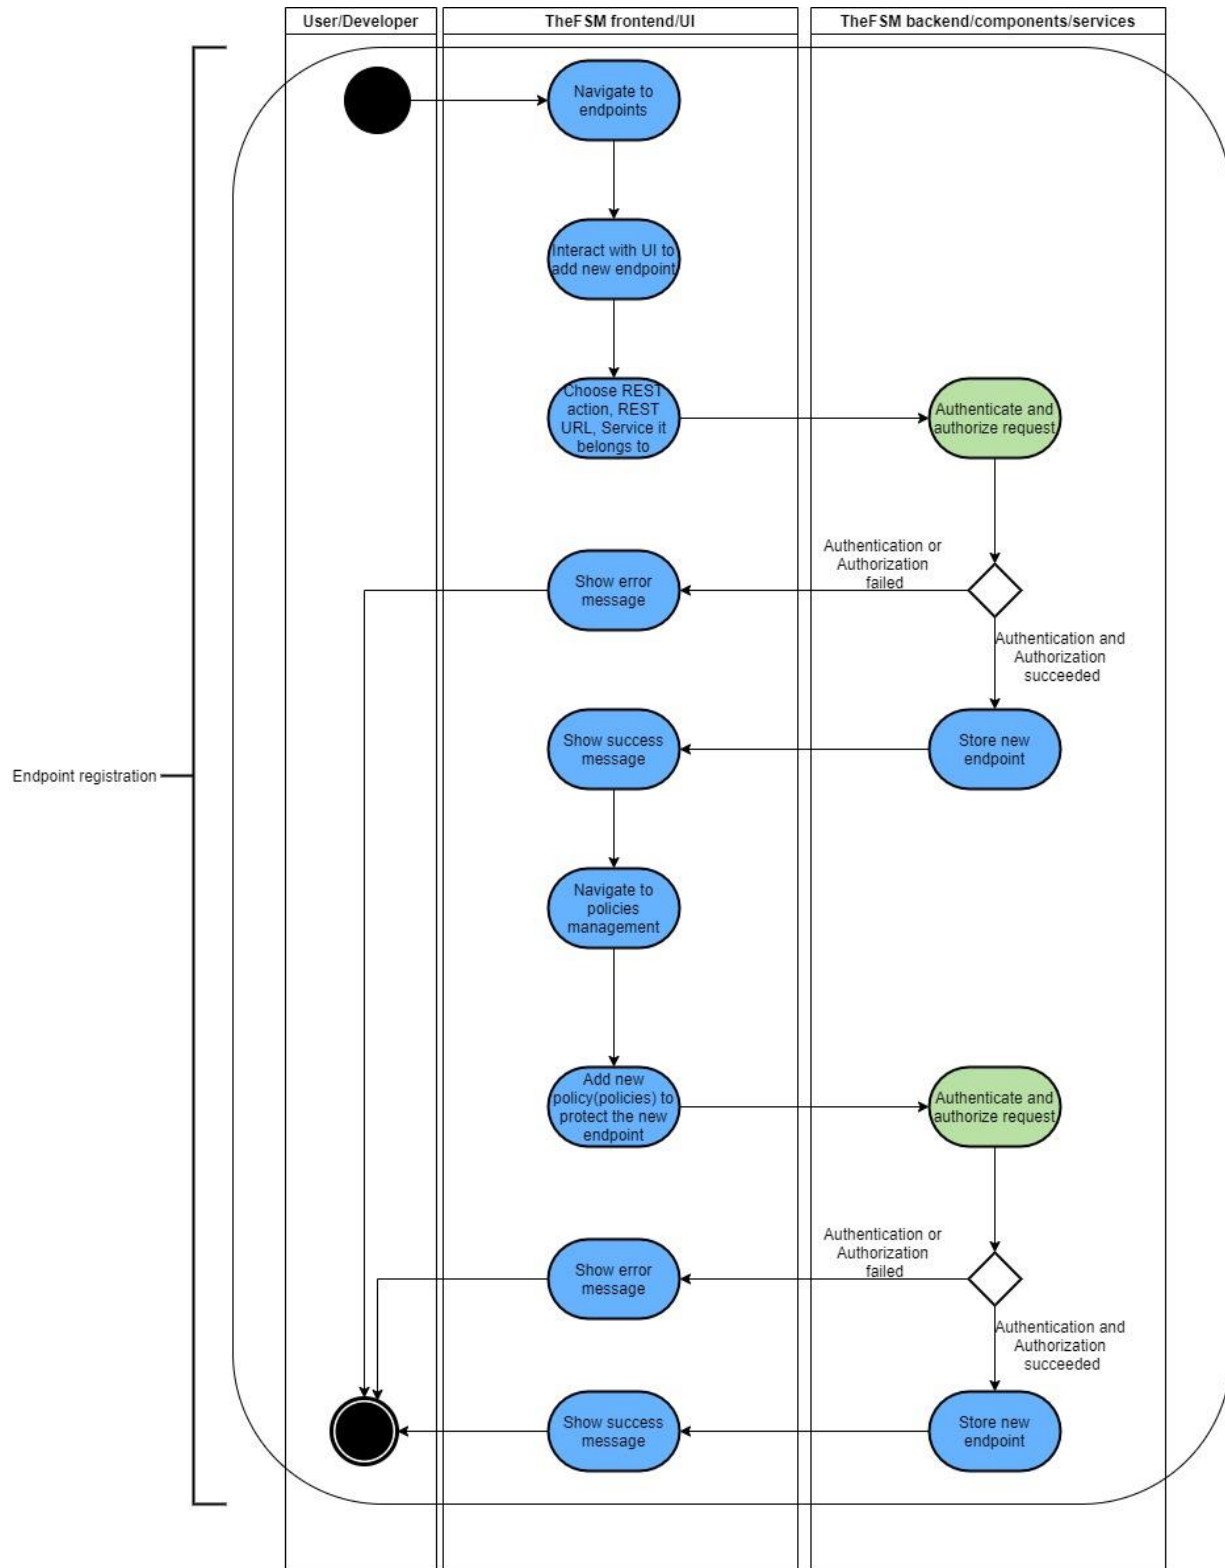 User/Developer
TheFSM frontend/UI
TheFSM backend/components/services
Navigate to
endpoints
Interact with UI to
add new endpoint
Choose REST
action, REST
URL, Service it
belongs to
Authenticate and
authorize request
Authentication or
Authorization
failed
Show error
message
Authentication and
Authorization
succeeded
Show success
message
Store new
endpoint
Endpoint registration
Navigate to
policies
management
Add new
policy(policies) to
protect the new
endpoint
Authenticate and
authorize request
Authentication or
Authorization
failed
Show error
message
Authentication and
Authorization
succeeded
Show success
message
Store new
endpoint